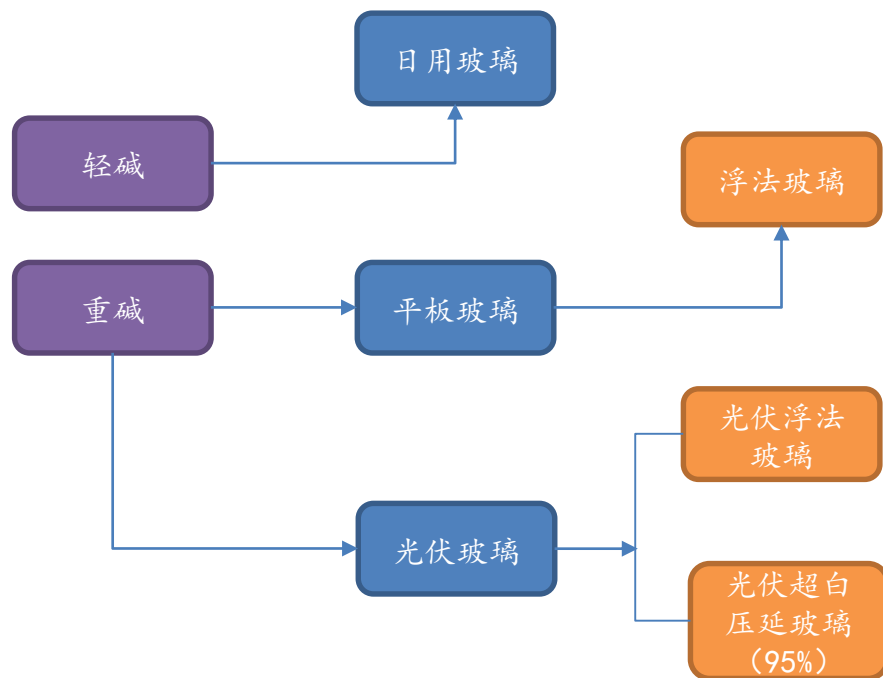 日用玻璃
轻碱
浮法玻璃
重碱
平板玻璃
光伏浮法
玻璃
光伏玻璃
光伏超白
压延玻璃
(95%)